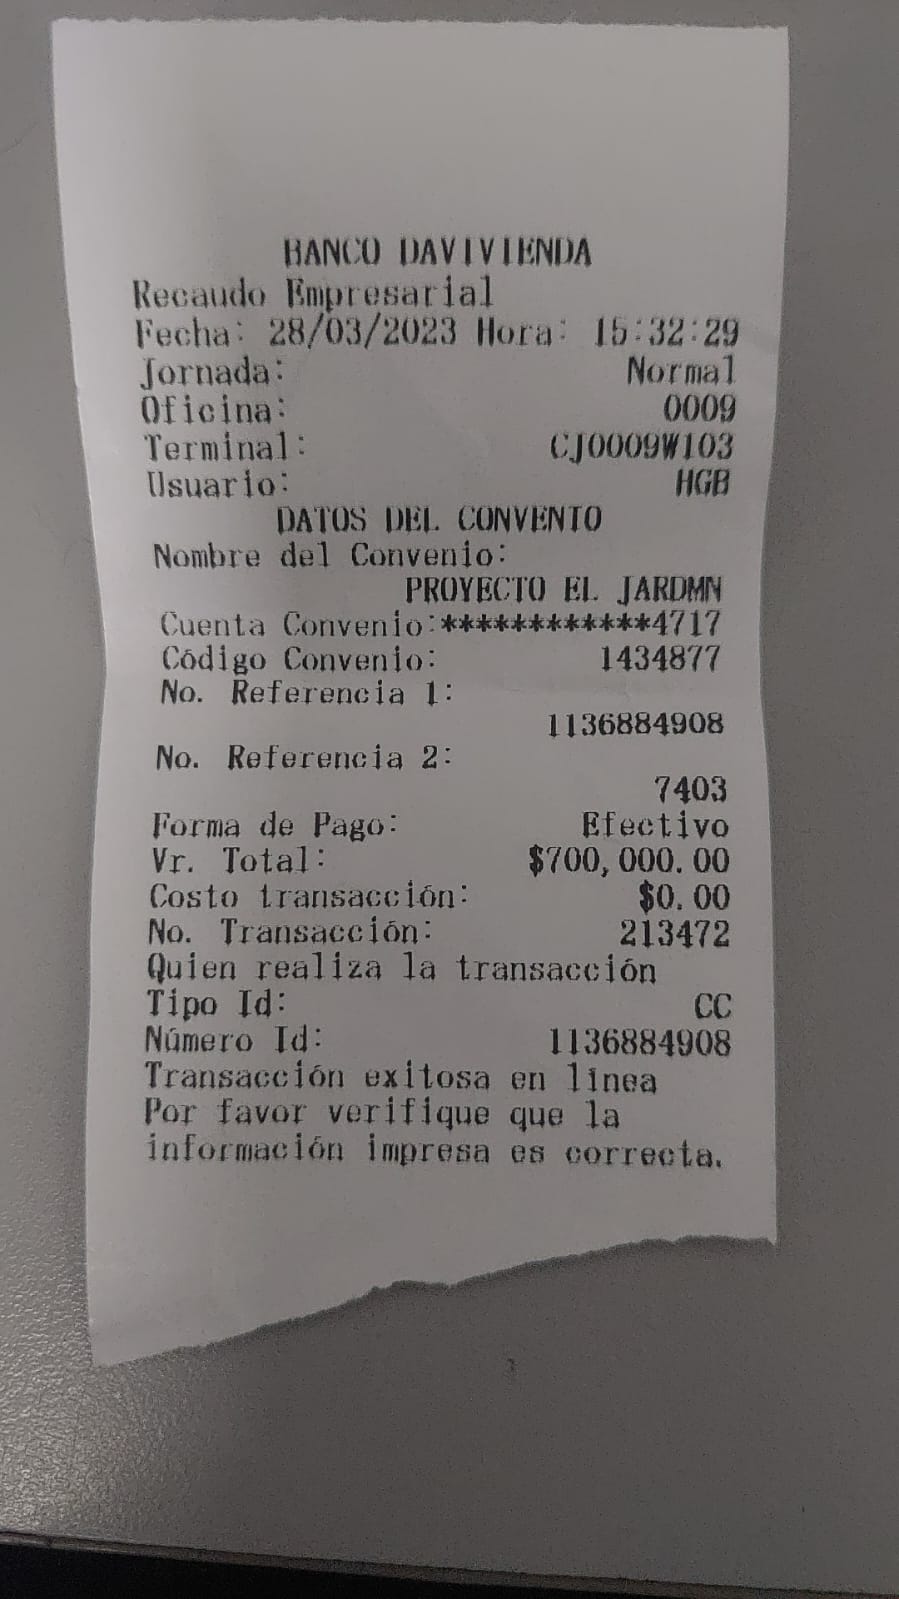 BANCO DAVIVIENDA
Recaudo Empresarial
Fecha: 28/03/2023 Hora: 15:32:29
Jornada: Normal
Oficina: 0009
Terminal: CJ0009W103
Usuario: HGB
DATOS DEL CONVENIO
Nombre del Convenio:
PROYECTO EL JARDMN
Cuenta Convenio:************4717
Código Convenio: 1434877
No. Referencia 1:
1136884908
No. Referencia 2:
7403
Forma de Pago: Efectivo
Vr. Total: $700,000.00
Costo transacción: $0.00
No. Transacción: 213472
Quien realiza la transacción
Tipo Id: CC
Número Id: 1136884908
Transacción exitosa en línea
Por favor verifique que la
información impresa es correcta.